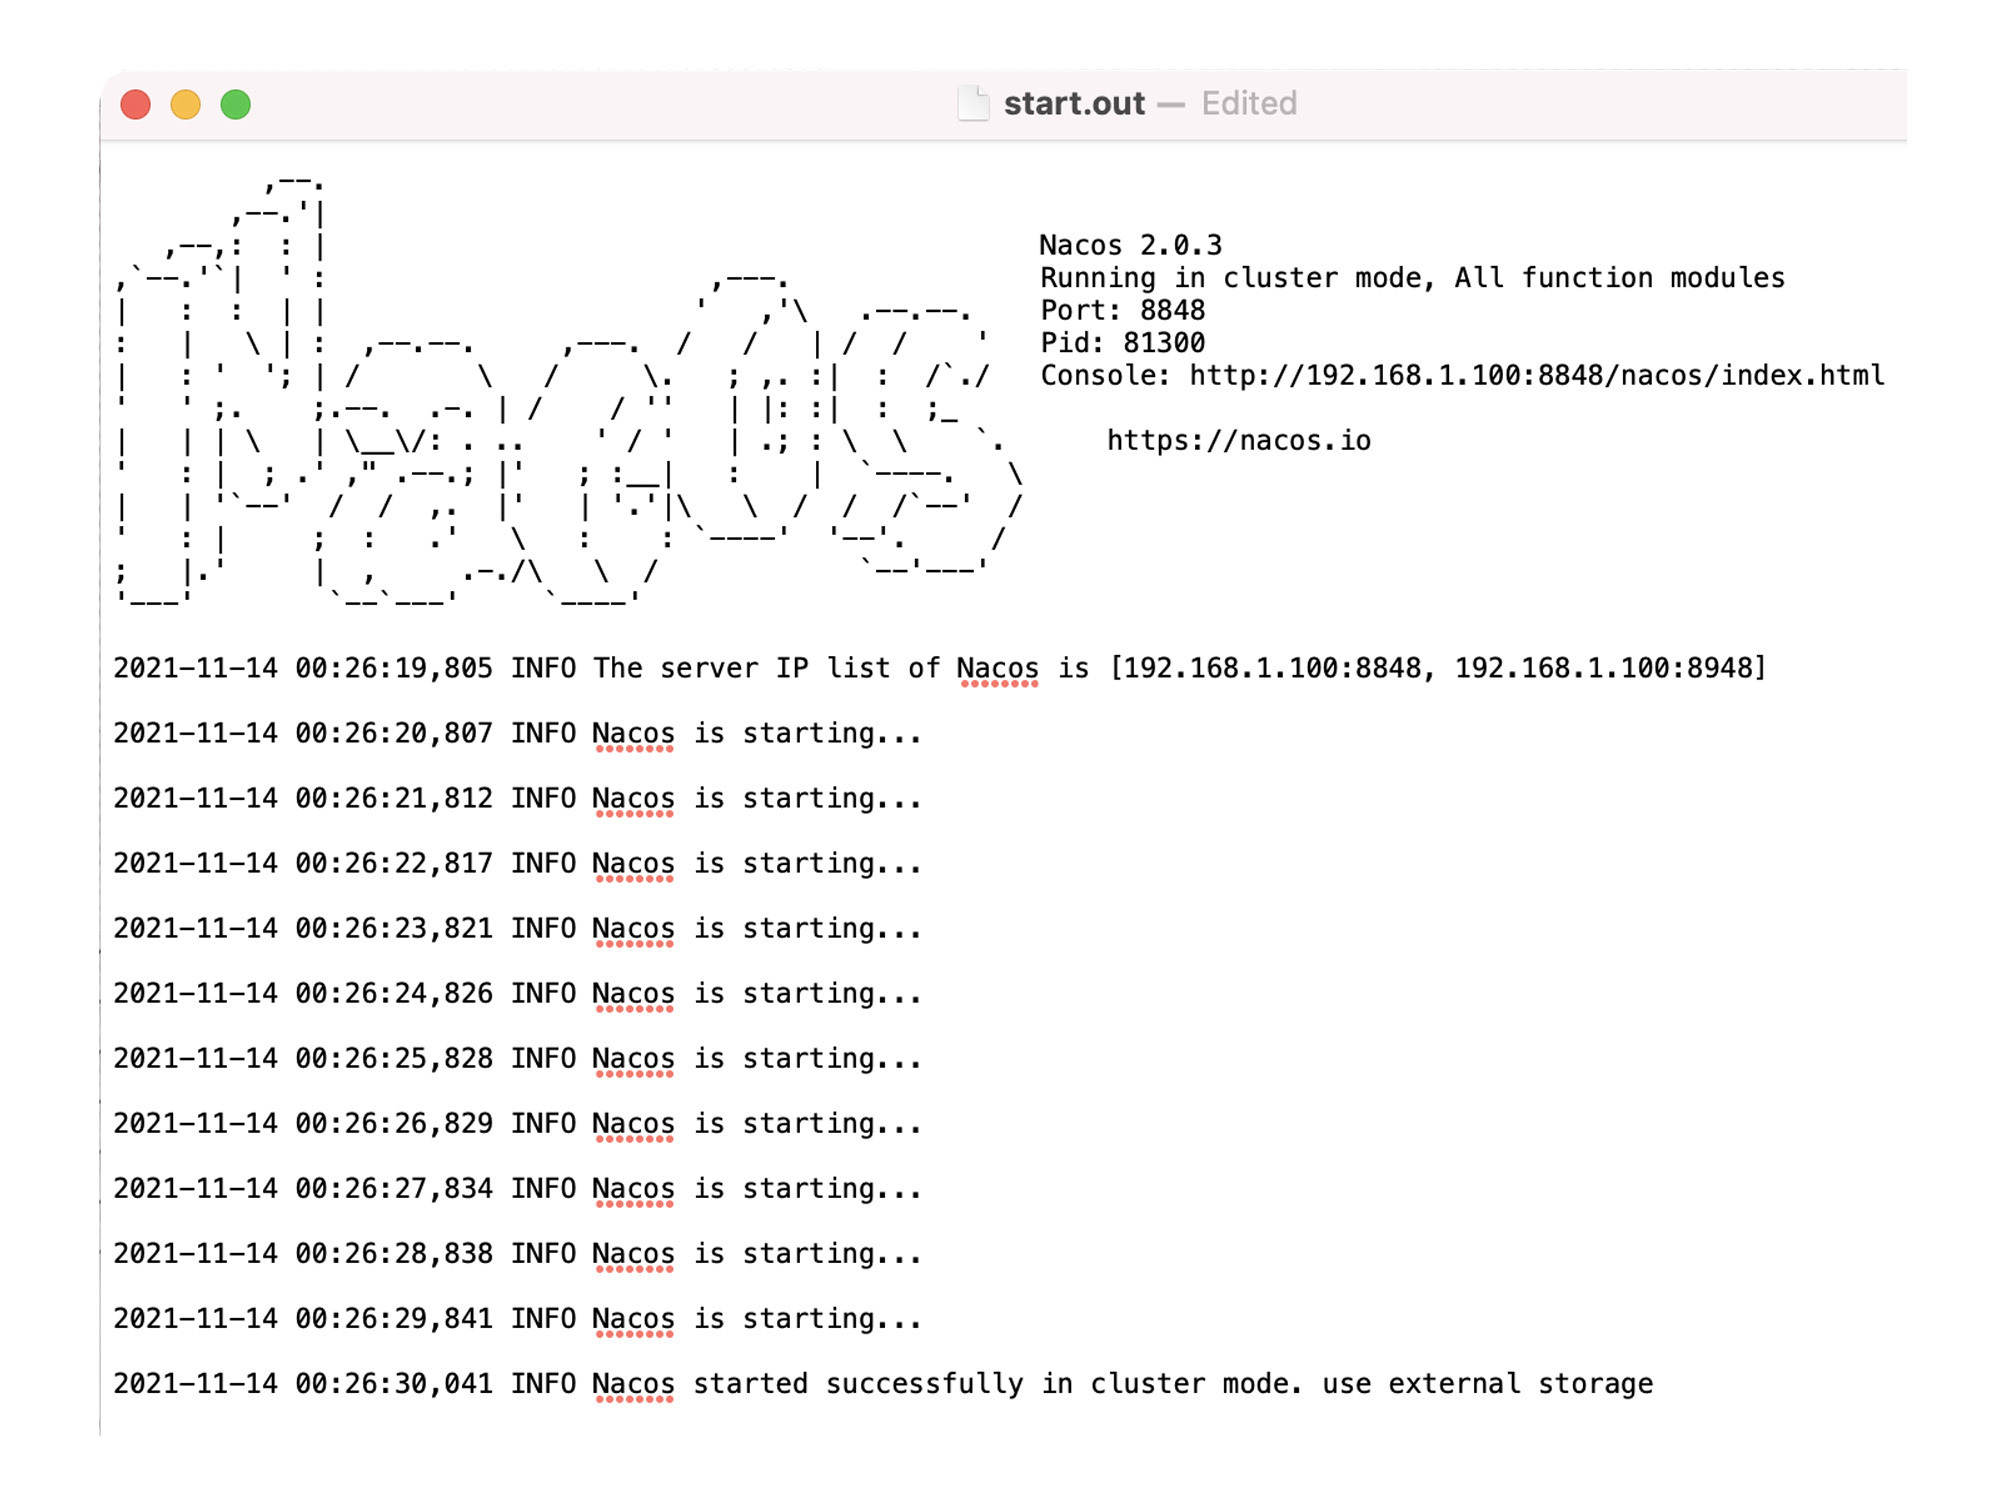 start.out — Edited
         ,--.
       ,--.'|
   ,--,:  : |                                           Nacos 2.0.3
,`--.'`|  ' :                       ,---.               Running in cluster mode, All function modules
|   :  :  | |                      '   ,'\   .--.--.    Port: 8848
:   |   \ | :  ,--.--.     ,---.  /   /   | / /    '    Pid: 81300
|   : '  '; | /       \   /     \.   ; ,. :|  :  /`./   Console: http://192.168.1.100:8848/nacos/index.html
'   ' ;.    ;.--.  .-. | /    / ''   | |: :|  :  ;_
|   | | \   | \__\/: . ..    ' / '   | .; : \  \    `.      https://nacos.io
'   : |  ; .' ," .--.; |'   ; :__|   :    |  `----.   \
|   | '`--'  /  /  ,.  |'   | '.'|\   \  /  /  /`--'  /
'   : |     ;  :   .'   \   :    : `----'  '--'.     /
;   |.'     |  ,     .-./\   \  /            `--'---'
'---'        `--`---'     `----'
2021-11-14 00:26:19,805 INFO The server IP list of Nacos is [192.168.1.100:8848, 192.168.1.100:8948]
2021-11-14 00:26:20,807 INFO Nacos is starting...
2021-11-14 00:26:21,812 INFO Nacos is starting...
2021-11-14 00:26:22,817 INFO Nacos is starting...
2021-11-14 00:26:23,821 INFO Nacos is starting...
2021-11-14 00:26:24,826 INFO Nacos is starting...
2021-11-14 00:26:25,828 INFO Nacos is starting...
2021-11-14 00:26:26,829 INFO Nacos is starting...
2021-11-14 00:26:27,834 INFO Nacos is starting...
2021-11-14 00:26:28,838 INFO Nacos is starting...
2021-11-14 00:26:29,841 INFO Nacos is starting...
2021-11-14 00:26:30,041 INFO Nacos started successfully in cluster mode. use external storage